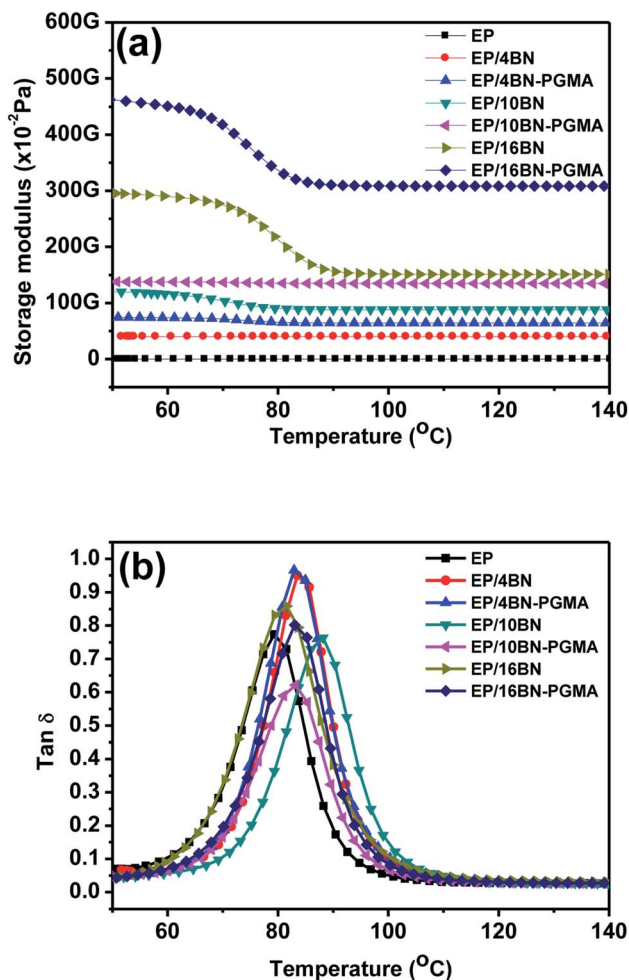 (a)
Storage modulus (x10-2Pa)
600G
500G
400G
300G
200G
100G
0
EP
EP/4BN
EP/4BN-PGMA
EP/10BN
EP/10BN-PGMA
EP/16BN
EP/16BN-PGMA
60 80 100 120 140
Temperature (OC)
(b)
Tan δ
1.0
0.9
0.8
0.7
0.6
0.5
0.4
0.3
0.2
0.1
0.0
EP
EP/4BN
EP/4BN-PGMA
EP/10BN
EP/10BN-PGMA
EP/16BN
EP/16BN-PGMA
60 80 100 120 140
Temperature (OC)